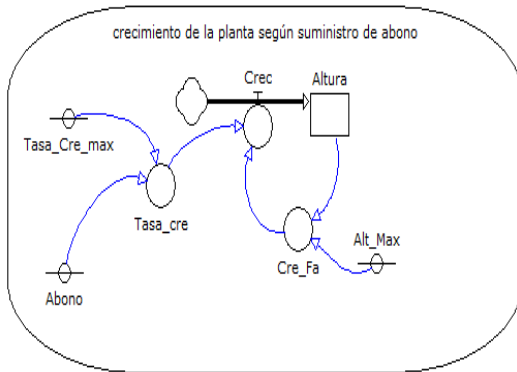 crecimiento de la planta según suministro de abono
Crec
Altura
Tasa_Cre_max
Tasa_cre
Alt_Max
Cre_Fa
Abono